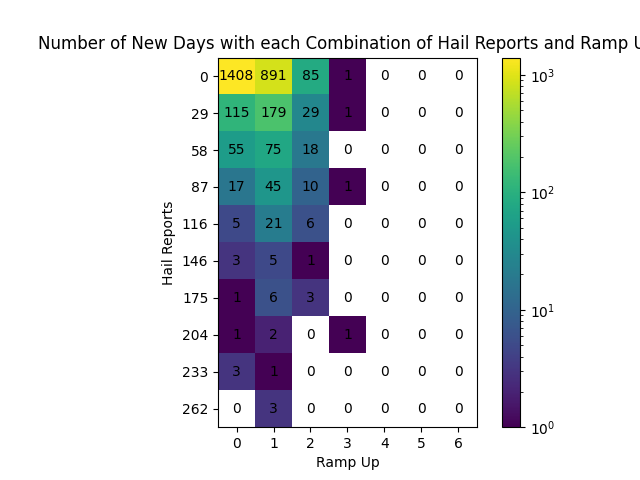 Number of New Days with each Combination of Hail Reports and Ramp U
0 1408 891 85 1 0 0 0
29 115 179 29 1 0 0 0
58 55 75 18 0 0 0 0
87 17 45 10 1 0 0 0
116 5 21 6 0 0 0 0
146 3 5 1 0 0 0 0
175 1 6 3 0 0 0 0
204 1 2 0 1 0 0 0
233 3 1 0 0 0 0 0
262 0 3 0 0 0 0 0
0 1 2 3 4 5 6
Ramp Up
Hail Reports
10³
10²
10¹
10⁰